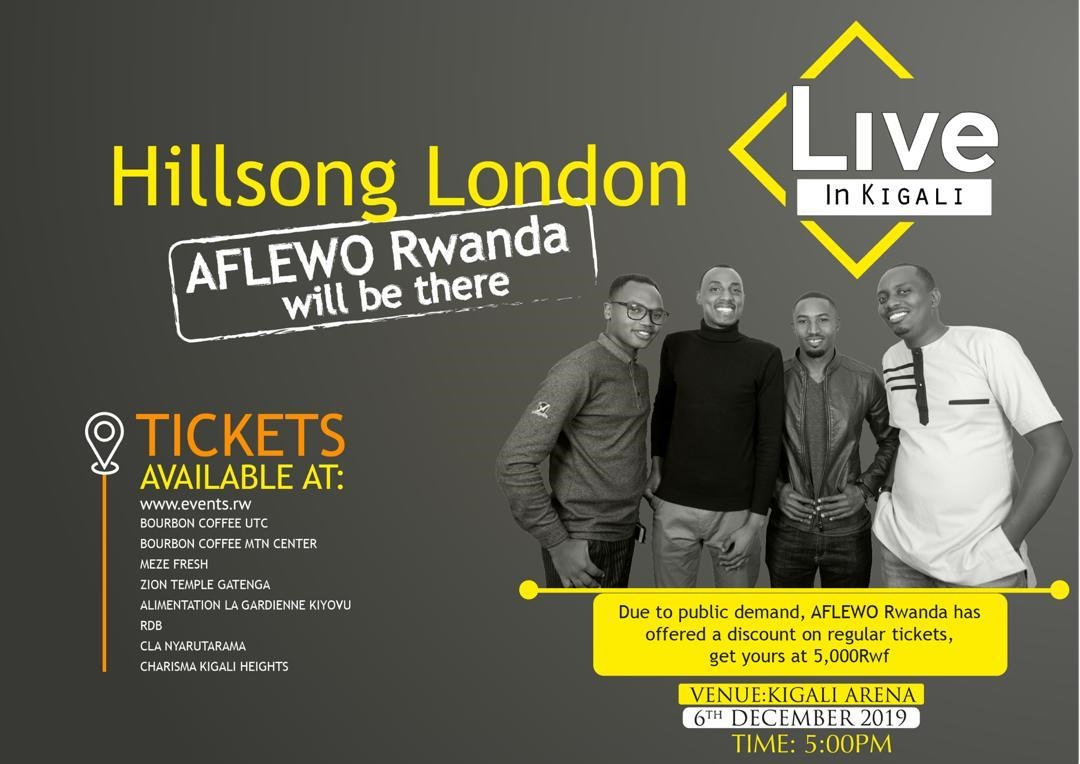 Live
In KIGALI
Hillsong London
AFLEWO Rwanda
will be there
TICKETS
AVAILABLE AT:
www.events.rw
BOURBON COFFEE UTC
BOURBON COFFEE MTN CENTER
MEZE FRESH
ZION TEMPLE GATENGA
ALIMENTATION LA GARDIENNE KIYOVU
RDB
CLA NYARUTARAMA
CHARISMA KIGALI HEIGHTS
Due to public demand, AFLEWO Rwanda has
offered a discount on regular tickets,
get yours at 5,000Rwf
VENUE:KIGALI ARENA
6TH DECEMBER 2019
TIME: 5:00PM